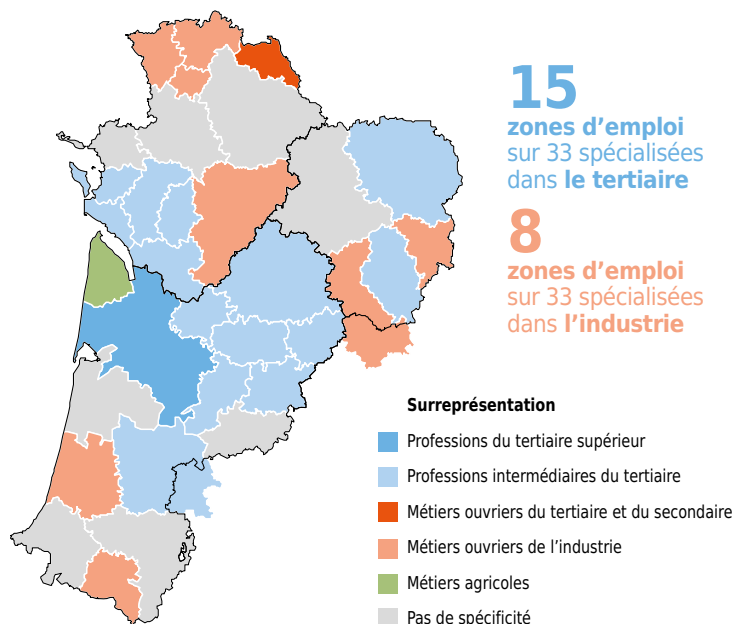 15
zones d’emploi
sur 33 spécialisées
dans le tertiaire
8
zones d’emploi
sur 33 spécialisées
dans l’industrie
Surreprésentation
Professions du tertiaire supérieur
Professions intermédiaires du tertiaire
Métiers ouvriers du tertiaire et du secondaire
Métiers ouvriers de l’industrie
Métiers agricoles
Pas de spécificité